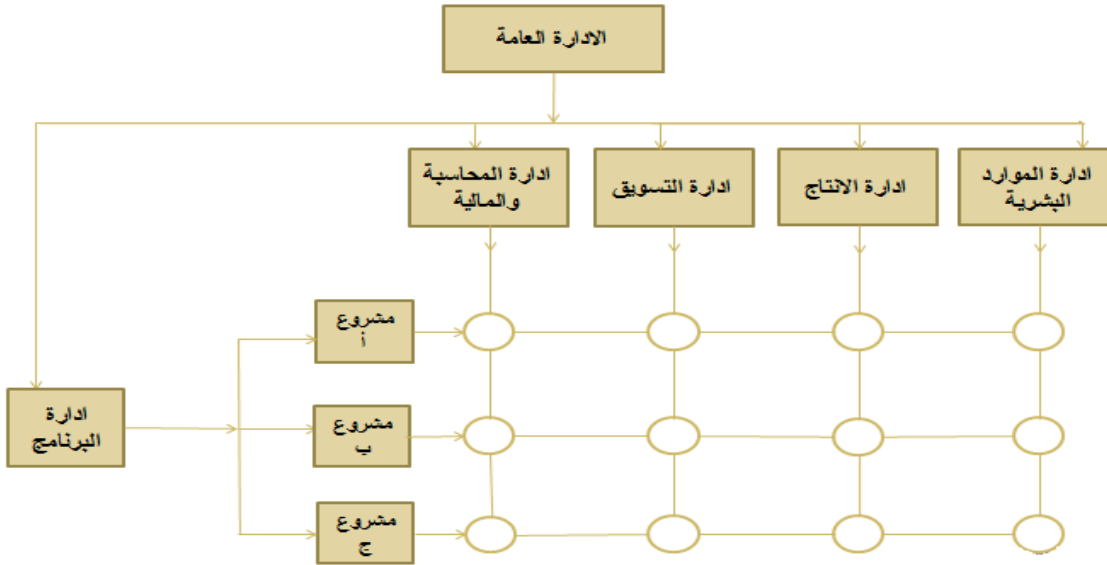 الادارة العامة
ادارة الموارد
البشرية
ادارة الانتاج
ادارة التسويق
ادارة المحاسبة
والمالية
مشروع
أ
ادارة
البرنامج
مشروع
ب
مشروع
ج